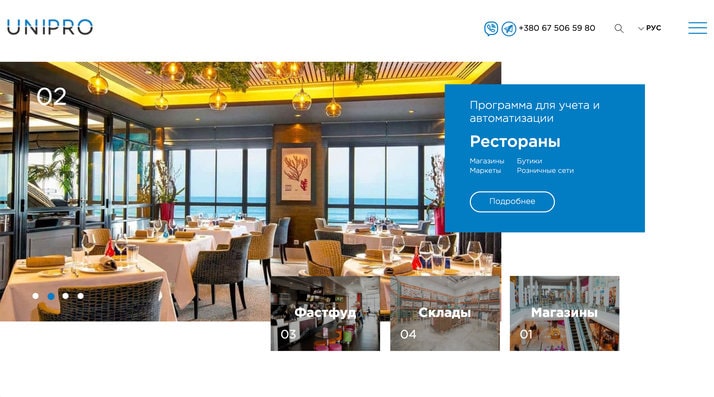 UNIPRO
+380 67 506 59 80
РУС
02
Программа для учета и
автоматизации
Рестораны
Магазины
Бутики
Маркеты
Розничные сети
Подробнее
Фастфуд
03
Склады
04
Магазины
01